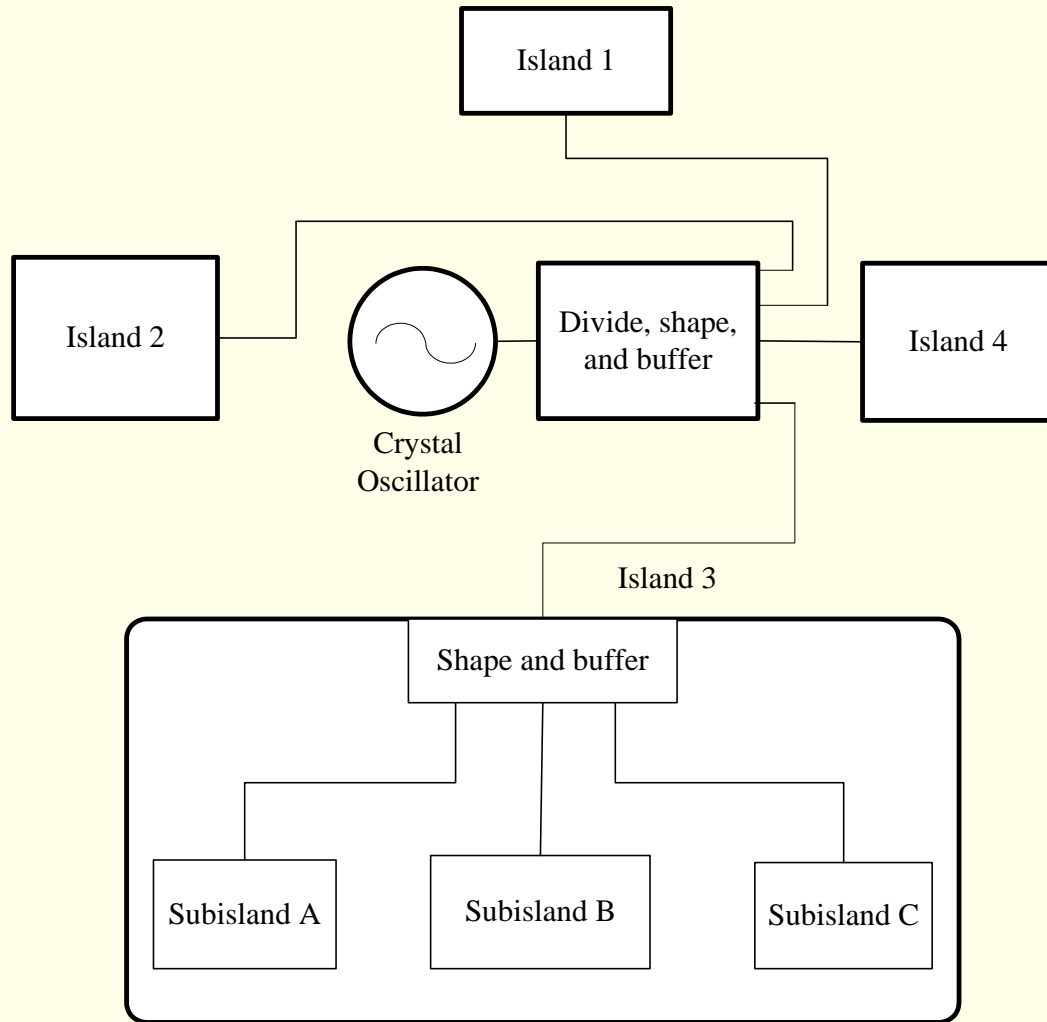 Island 1
Island 2
Divide, shape,
and buffer
Island 4
Crystal
Oscillator
Island 3
Shape and buffer
Subisland A
Subisland B
Subisland C